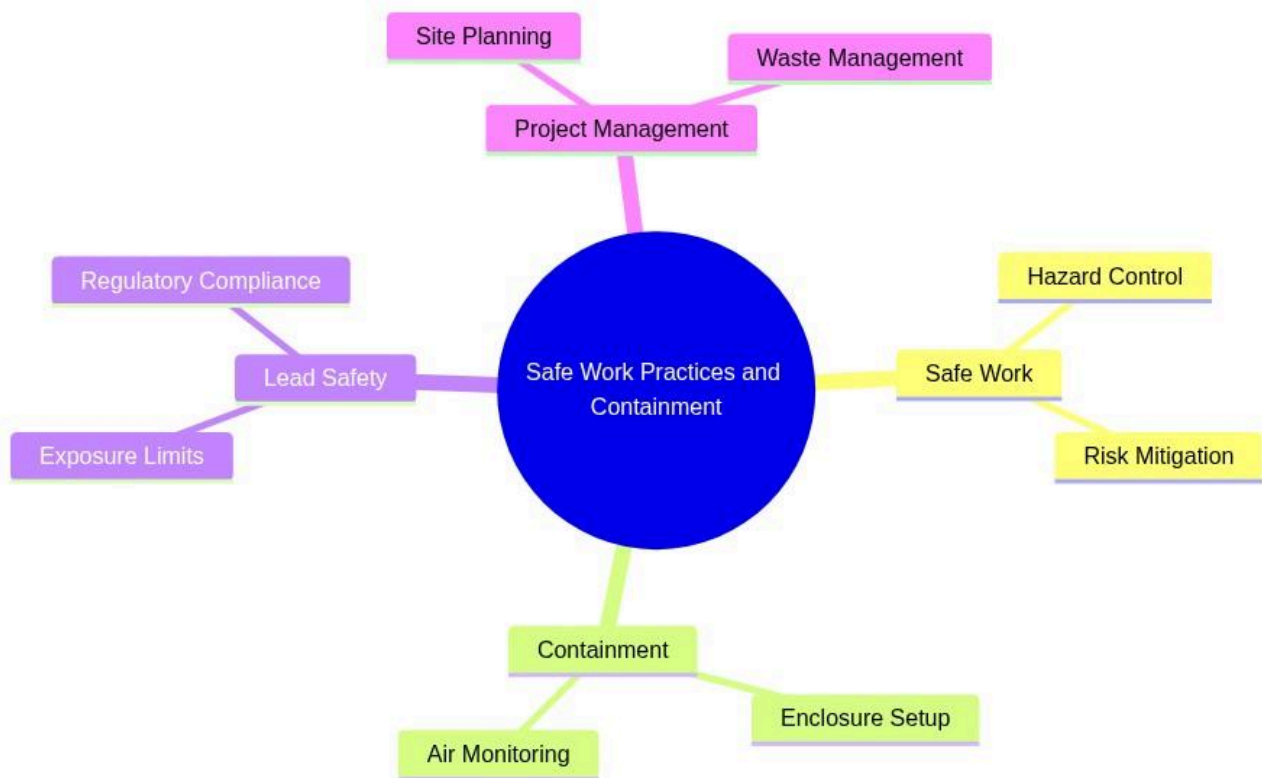 Site Planning
Waste Management
Project Management
Regulatory Compliance
Hazard Control
Lead Safety
Safe Work Practices and
Containment
Safe Work
Exposure Limits
Risk Mitigation
Containment
Enclosure Setup
Air Monitoring